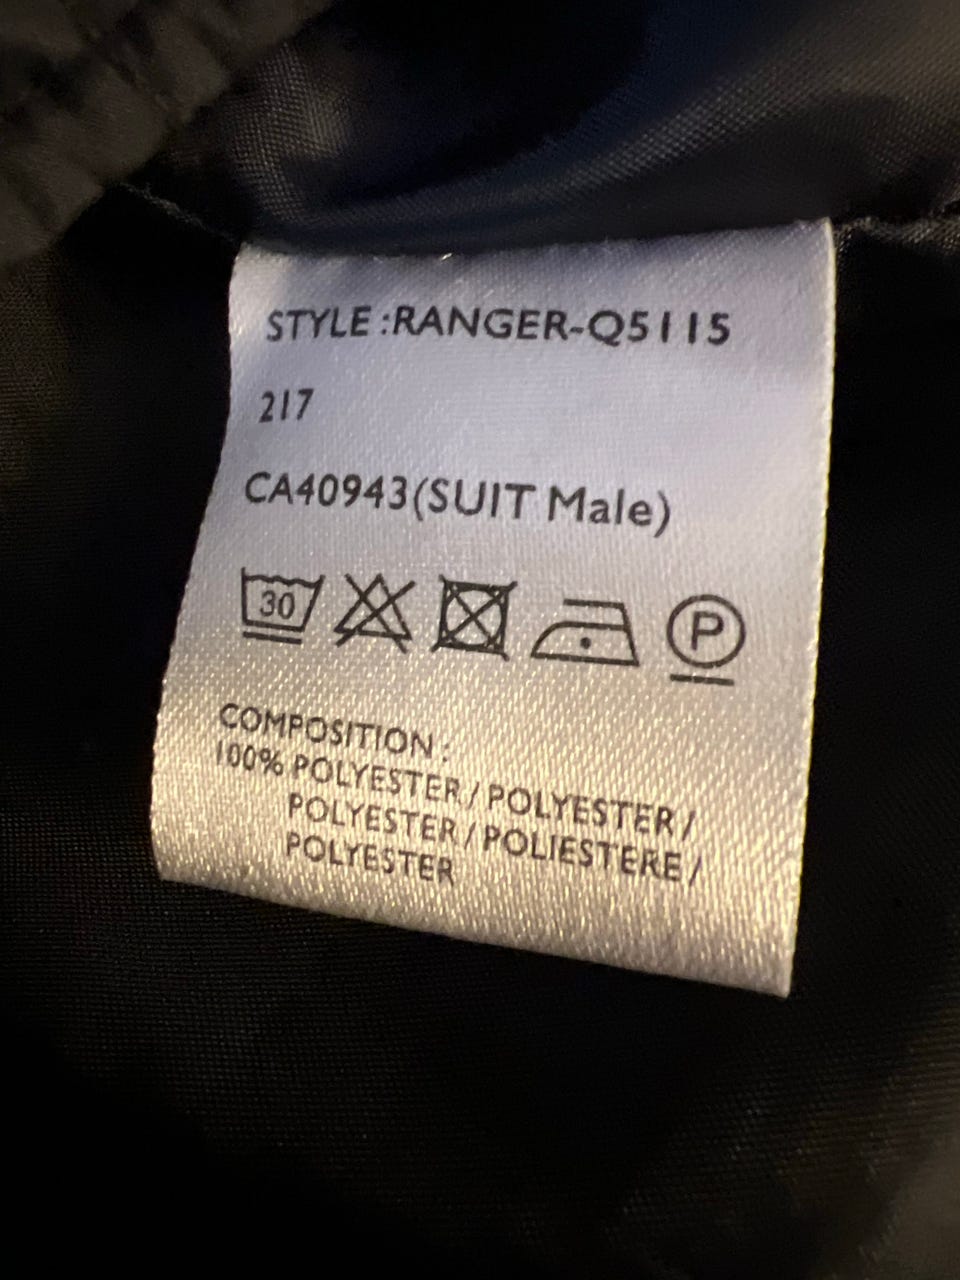 STYLE :RANGER-Q5115
217
CA40943(SUIT Male)
30 P
COMPOSITION :
100% POLYESTER / POLYESTER /
POLYESTER / POLIESTERE /
POLYESTER